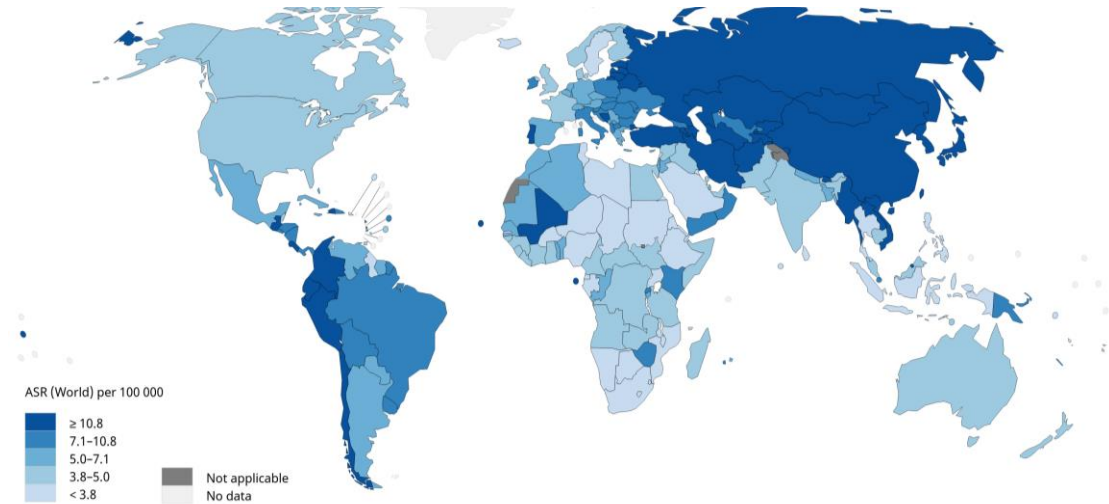 ASR (World) per 100 000
≥ 10.8
7.1–10.8
5.0–7.1
3.8–5.0
< 3.8
Not applicable
No data